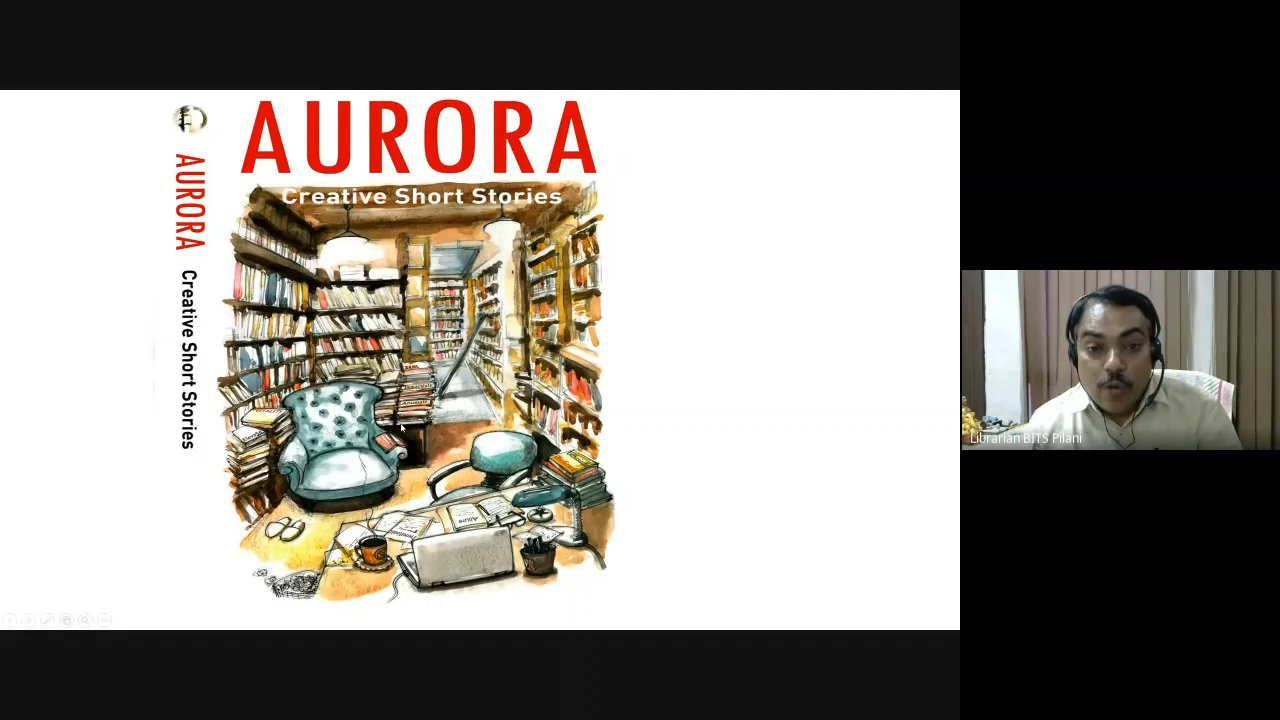 AURORA
Creative Short Stories
AURORA
Creative Short Stories
Librarian BITS Pilani